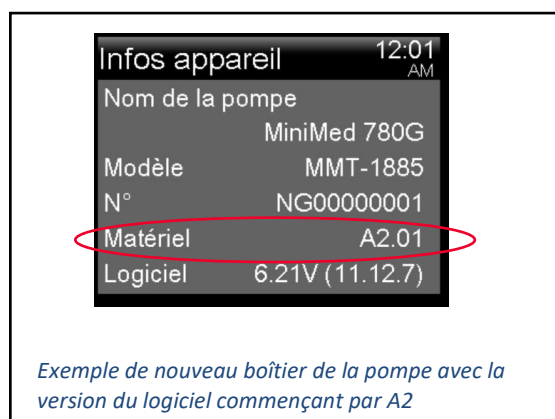 Infos appareil 12:01
AM
Nom de la pompe
MiniMed 780G
Modèle MMT-1885
N° NG00000001
Matériel A2.01
Logiciel 6.21V (11.12.7)
Exemple de nouveau boîtier de la pompe avec la
version du logiciel commençant par A2